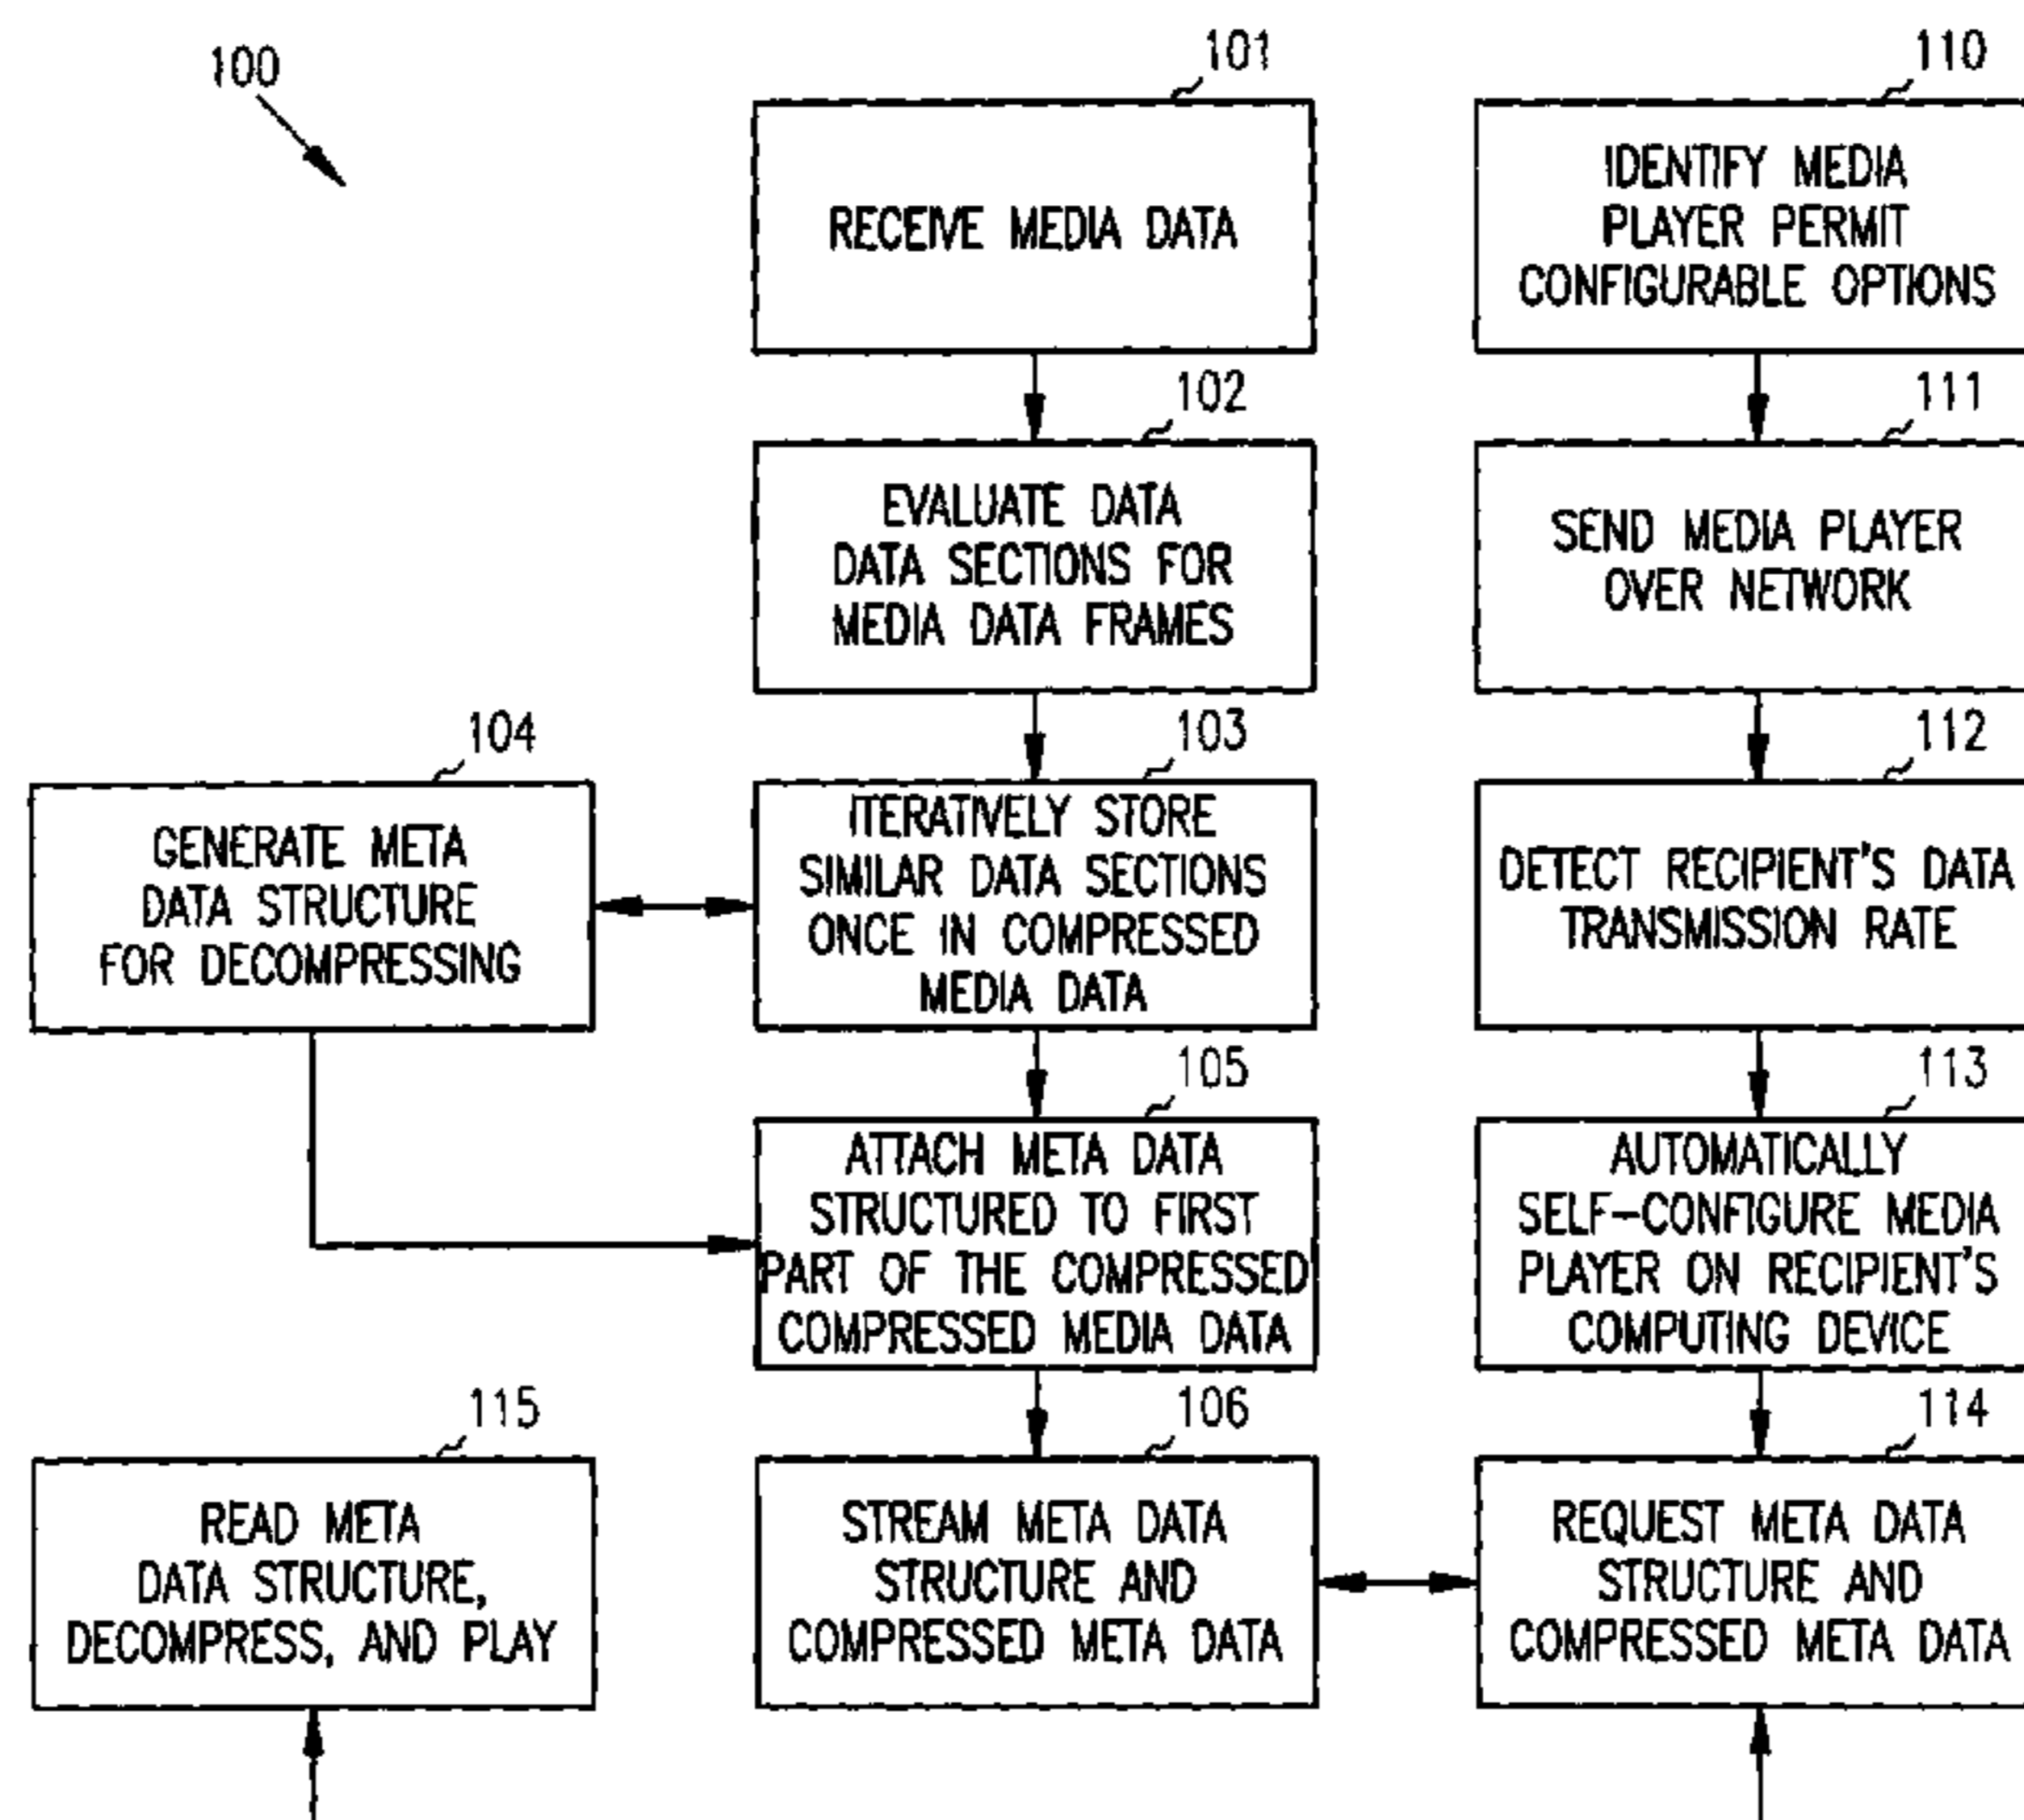 100
101
RECEIVE MEDIA DATA
102
EVALUATE DATA
DATA SECTIONS FOR
MEDIA DATA FRAMES
103
ITERATIVELY STORE
SIMILAR DATA SECTIONS
ONCE IN COMPRESSED
MEDIA DATA
104
GENERATE META
DATA STRUCTURE
FOR DECOMPRESSING
105
ATTACH META DATA
STRUCTURED TO FIRST
PART OF THE COMPRESSED
COMPRESSED MEDIA DATA
106
STREAM META DATA
STRUCTURE AND
COMPRESSED META DATA
110
IDENTIFY MEDIA
PLAYER PERMIT
CONFIGURABLE OPTIONS
111
SEND MEDIA PLAYER
OVER NETWORK
112
DETECT RECIPIENT'S DATA
TRANSMISSION RATE
113
AUTOMATICALLY
SELF-CONFIGURE MEDIA
PLAYER ON RECIPIENT'S
COMPUTING DEVICE
114
REQUEST META DATA
STRUCTURE AND
COMPRESSED META DATA
115
READ META
DATA STRUCTURE,
DECOMPRESS, AND PLAY